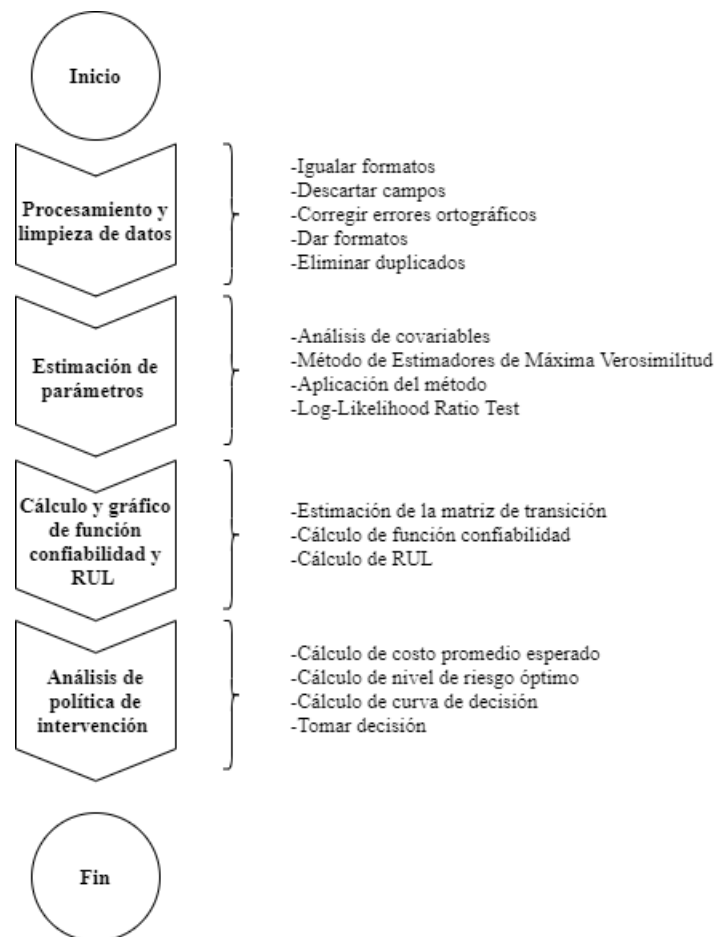 Inicio
Procesamiento y
limpieza de datos
-Igualar formatos
-Descartar campos
-Corregir errores ortográficos
-Dar formatos
-Eliminar duplicados
Estimación de
parámetros
-Análisis de covariables
-Método de Estimadores de Máxima Verosimilitud
-Aplicación del método
-Log-Likelihood Ratio Test
Cálculo y gráfico
de función
confiabilidad y
RUL
-Estimación de la matriz de transición
-Cálculo de función confiabilidad
-Cálculo de RUL
Análisis de
política de
intervención
-Cálculo de costo promedio esperado
-Cálculo de nivel de riesgo óptimo
-Cálculo de curva de decisión
-Tomar decisión
Fin